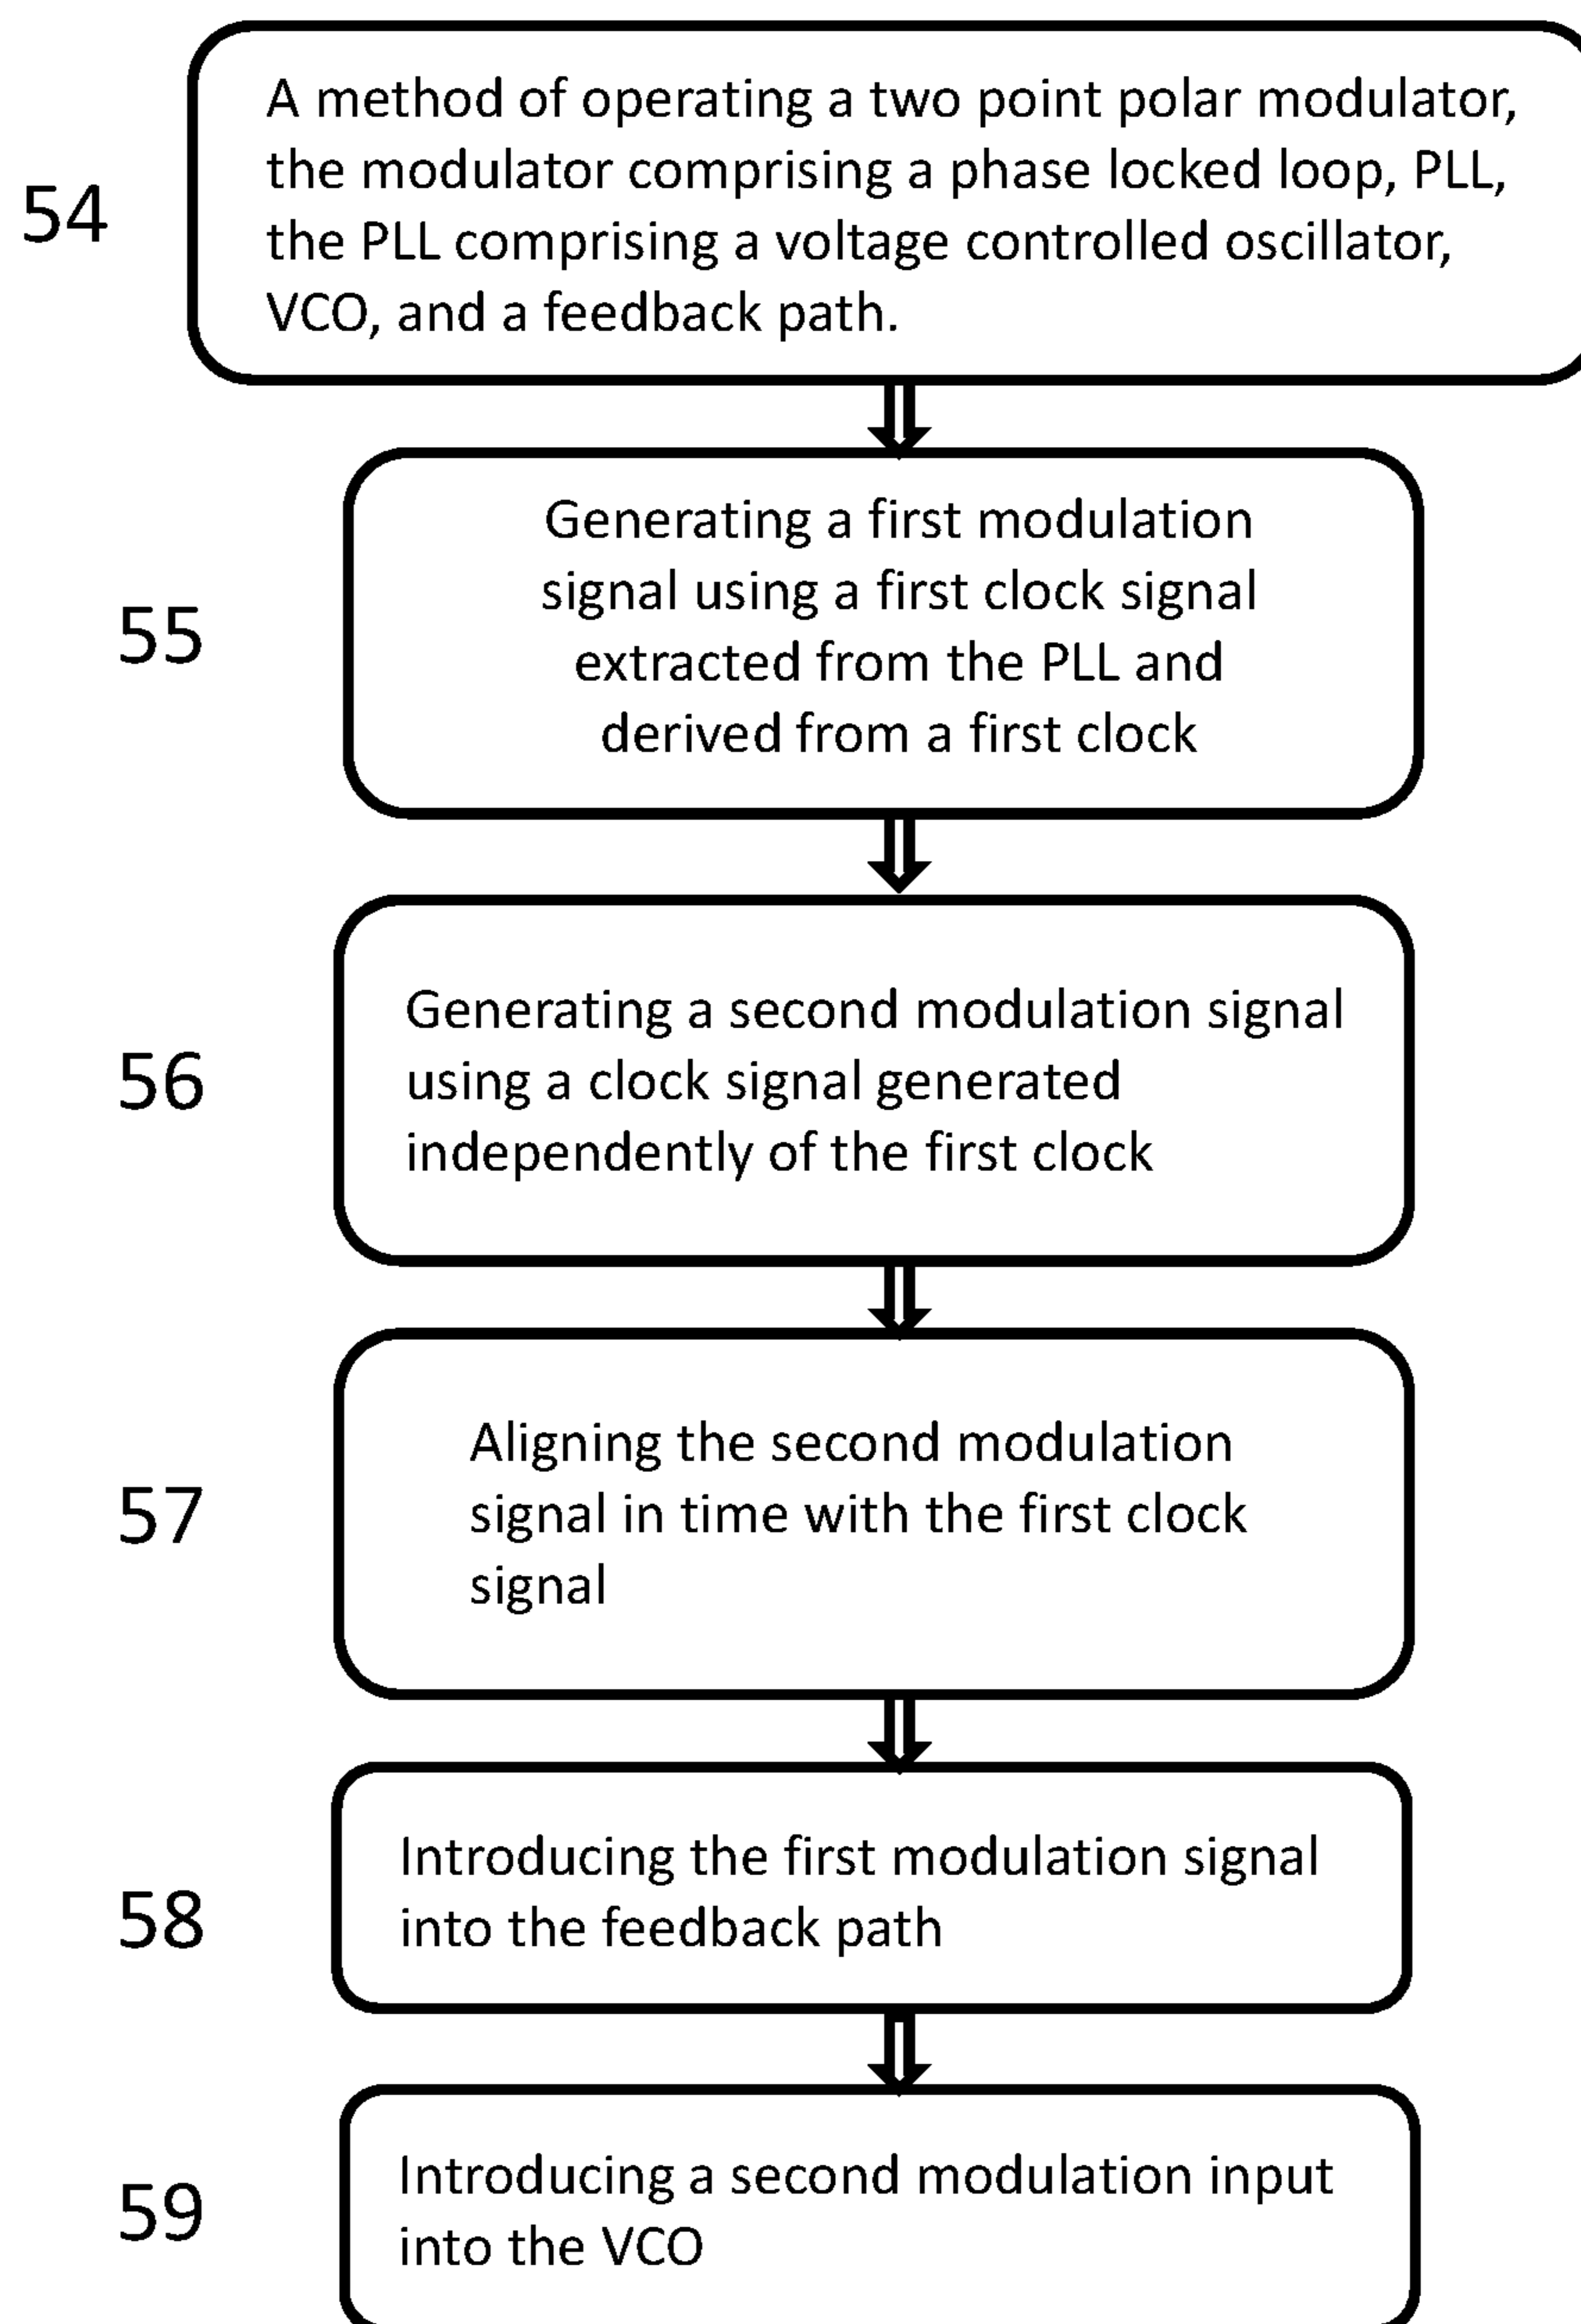 54
A method of operating a two point polar modulator,
the modulator comprising a phase locked loop, PLL,
the PLL comprising a voltage controlled oscillator,
VCO, and a feedback path.
55
Generating a first modulation
signal using a first clock signal
extracted from the PLL and
derived from a first clock
56
Generating a second modulation signal
using a clock signal generated
independently of the first clock
57
Aligning the second modulation
signal in time with the first clock
signal
58
Introducing the first modulation signal
into the feedback path
59
Introducing a second modulation input
into the VCO